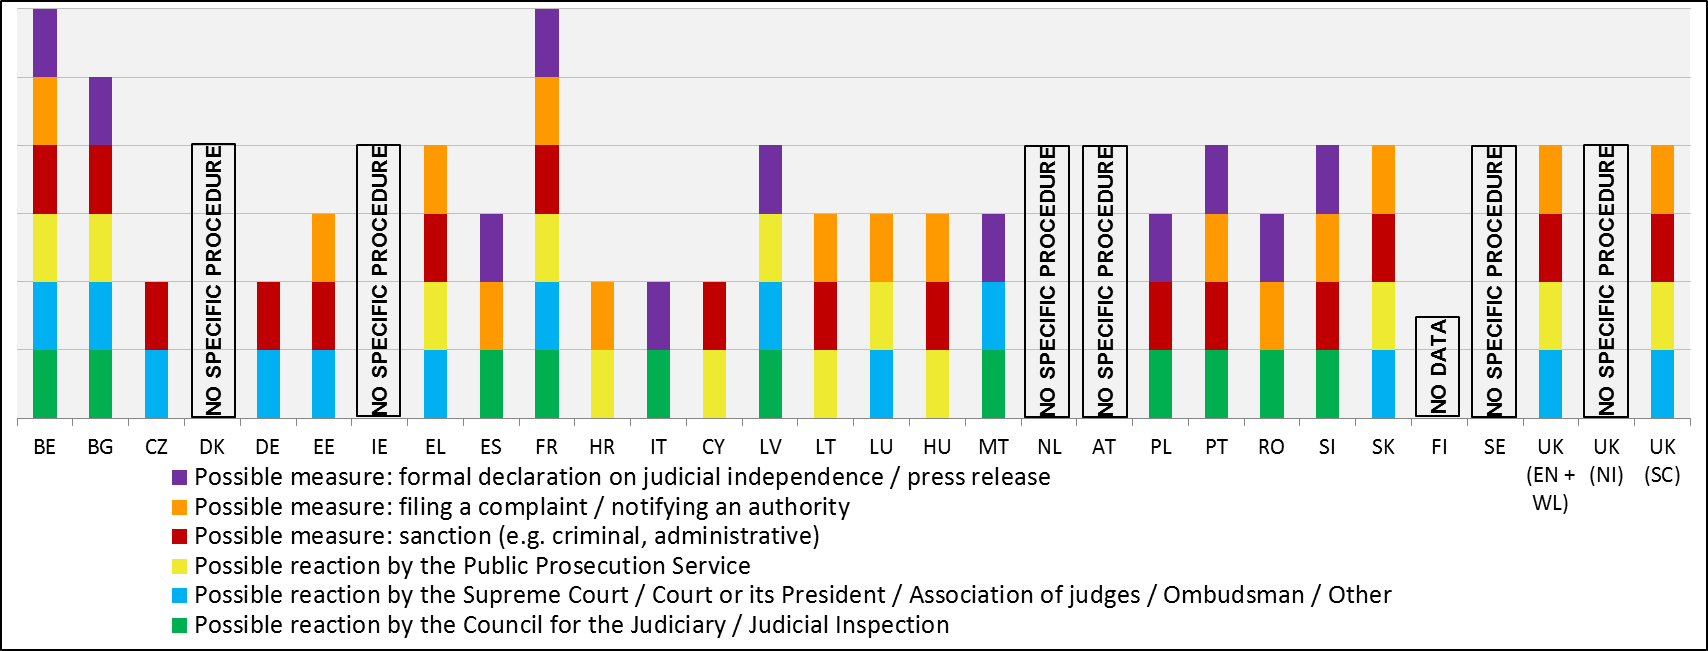 NO SPECIFIC PROCEDURE
NO SPECIFIC PROCEDURE
NO SPECIFIC PROCEDURE
NO SPECIFIC PROCEDURE
NO DATA
NO SPECIFIC PROCEDURE
NO SPECIFIC PROCEDURE
BE BG CZ DK DE EE IE EL ES FR HR IT CY LV LT LU HU MT NL AT PL PT RO SI SK FI SE UK UK UK
(EN + (NI) (SC)
WL)
Possible measure: formal declaration on judicial independence / press release
Possible measure: filing a complaint / notifying an authority
Possible measure: sanction (e.g. criminal, administrative)
Possible reaction by the Public Prosecution Service
Possible reaction by the Supreme Court / Court or its President / Association of judges / Ombudsman / Other
Possible reaction by the Council for the Judiciary / Judicial Inspection